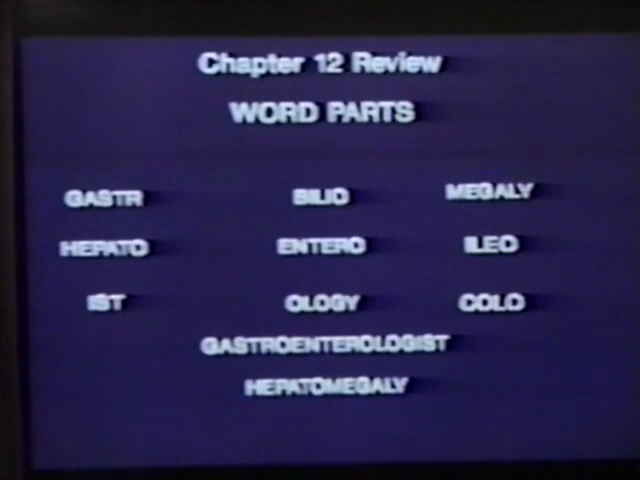 Chapter 12 Review
WORD PARTS
GASTR BILIO MEGALY
HEPATO ENTERO ILEO
IST OLOGY COLO
GASTROENTEROLOGIST
HEPATOMEGALY